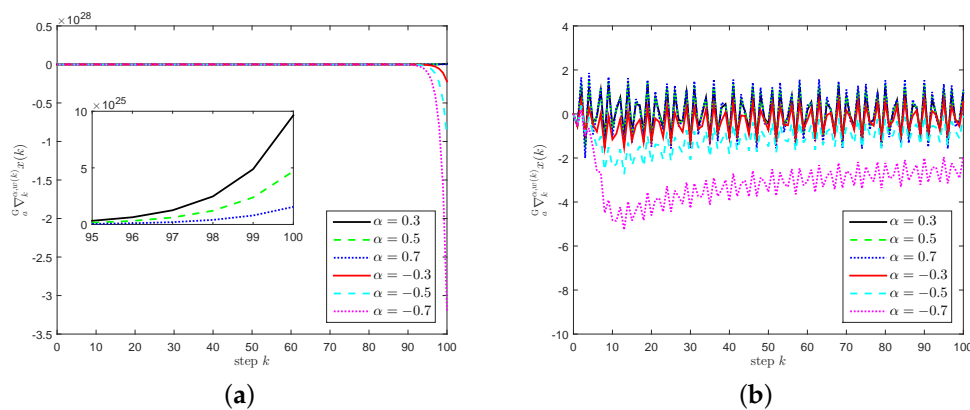 0.5 ×10^28
0
-0.5
-1
-1.5
-2
-2.5
-3
-3.5
0 10 20 30 40 50 60 70 80 90 100
step k
^G_a∇^{α,w(k)}_k x(k)
10 ×10^25
5
0
95 96 97 98 99 100
α = 0.3
α = 0.5
α = 0.7
α = −0.3
α = −0.5
α = −0.7
(a)
4
2
0
-2
-4
-6
-8
-10
0 10 20 30 40 50 60 70 80 90 100
step k
^G_a∇^{α,w(k)}_k x(k)
α = 0.3
α = 0.5
α = 0.7
α = −0.3
α = −0.5
α = −0.7
(b)